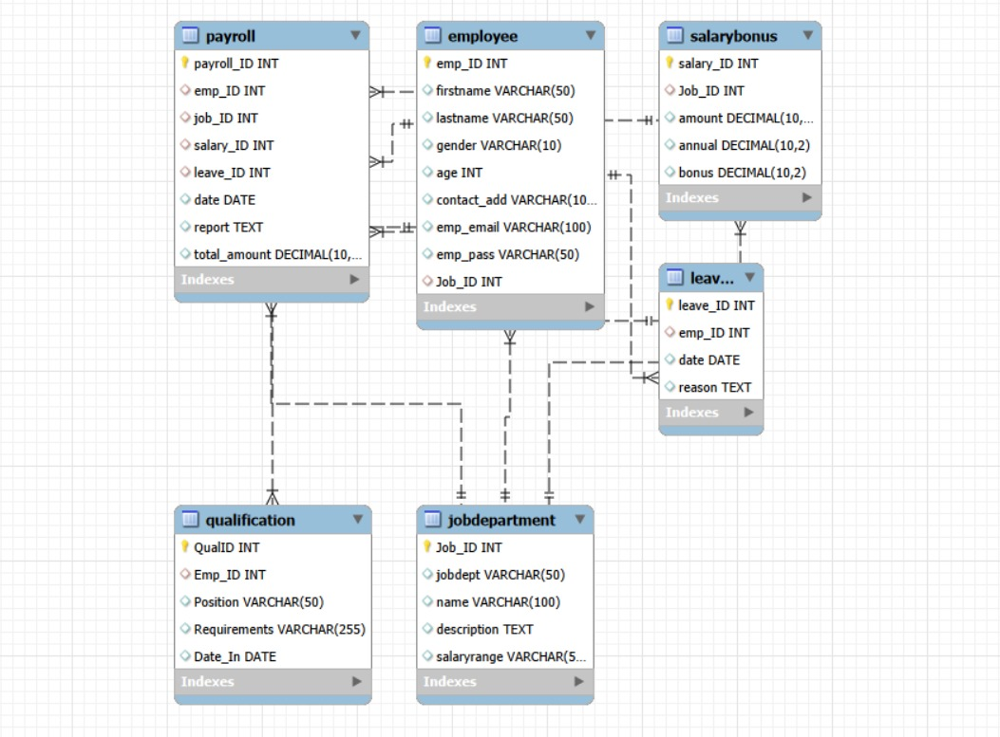 payroll
payroll_ID INT
emp_ID INT
job_ID INT
salary_ID INT
leave_ID INT
date DATE
report TEXT
total_amount DECIMAL(10,...
Indexes
employee
emp_ID INT
firstname VARCHAR(50)
lastname VARCHAR(50)
gender VARCHAR(10)
age INT
contact_add VARCHAR(10...
emp_email VARCHAR(100)
emp_pass VARCHAR(50)
Job_ID INT
Indexes
salarybonus
salary_ID INT
Job_ID INT
amount DECIMAL(10,...
annual DECIMAL(10,2)
bonus DECIMAL(10,2)
Indexes
leav...
leave_ID INT
emp_ID INT
date DATE
reason TEXT
Indexes
qualification
QualID INT
Emp_ID INT
Position VARCHAR(50)
Requirements VARCHAR(255)
Date_In DATE
Indexes
jobdepartment
Job_ID INT
jobdept VARCHAR(50)
name VARCHAR(100)
description TEXT
salaryrange VARCHAR(5...
Indexes